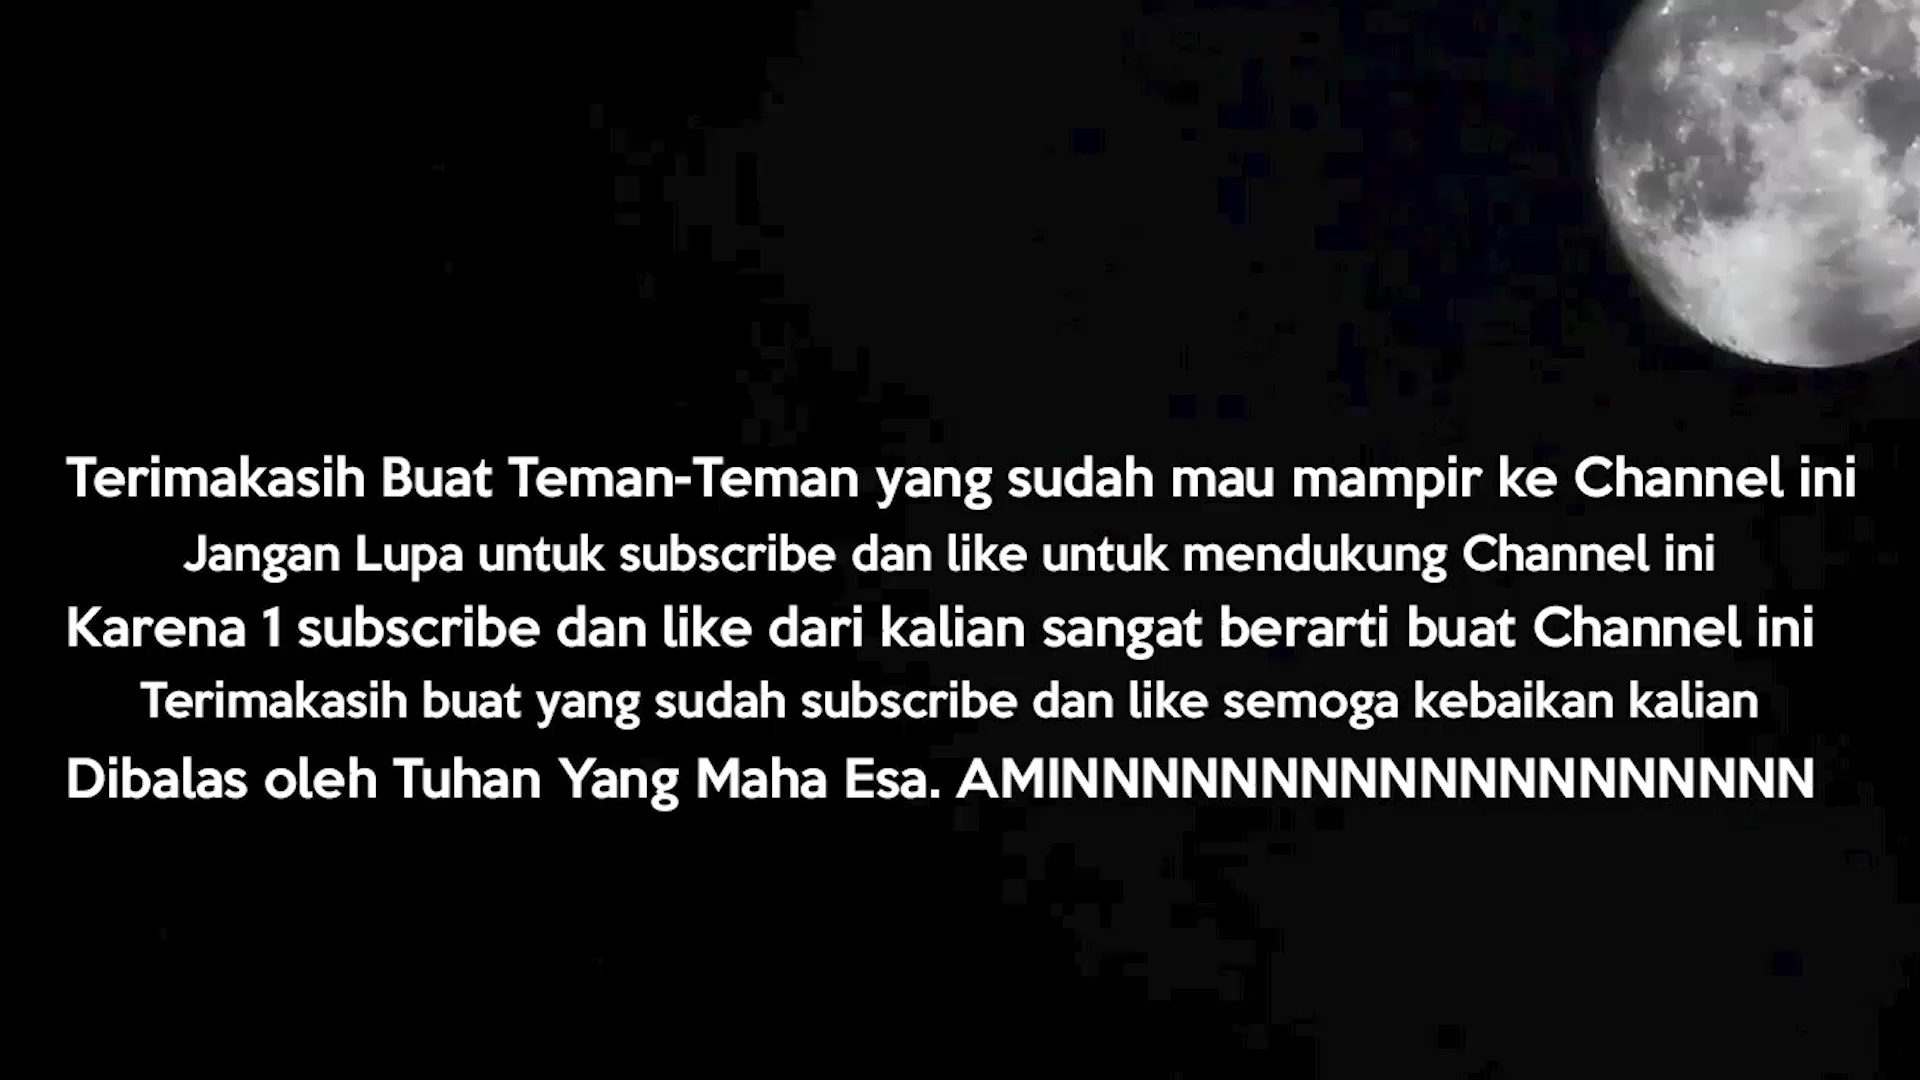 Terimakasih Buat Teman-Teman yang sudah mau mampir ke Channel ini
Jangan Lupa untuk subscribe dan like untuk mendukung Channel ini
Karena 1 subscribe dan like dari kalian sangat berarti buat Channel ini
Terimakasih buat yang sudah subscribe dan like semoga kebaikan kalian
Dibalas oleh Tuhan Yang Maha Esa. AMINNNNNNNNNNNNNNNNNNN